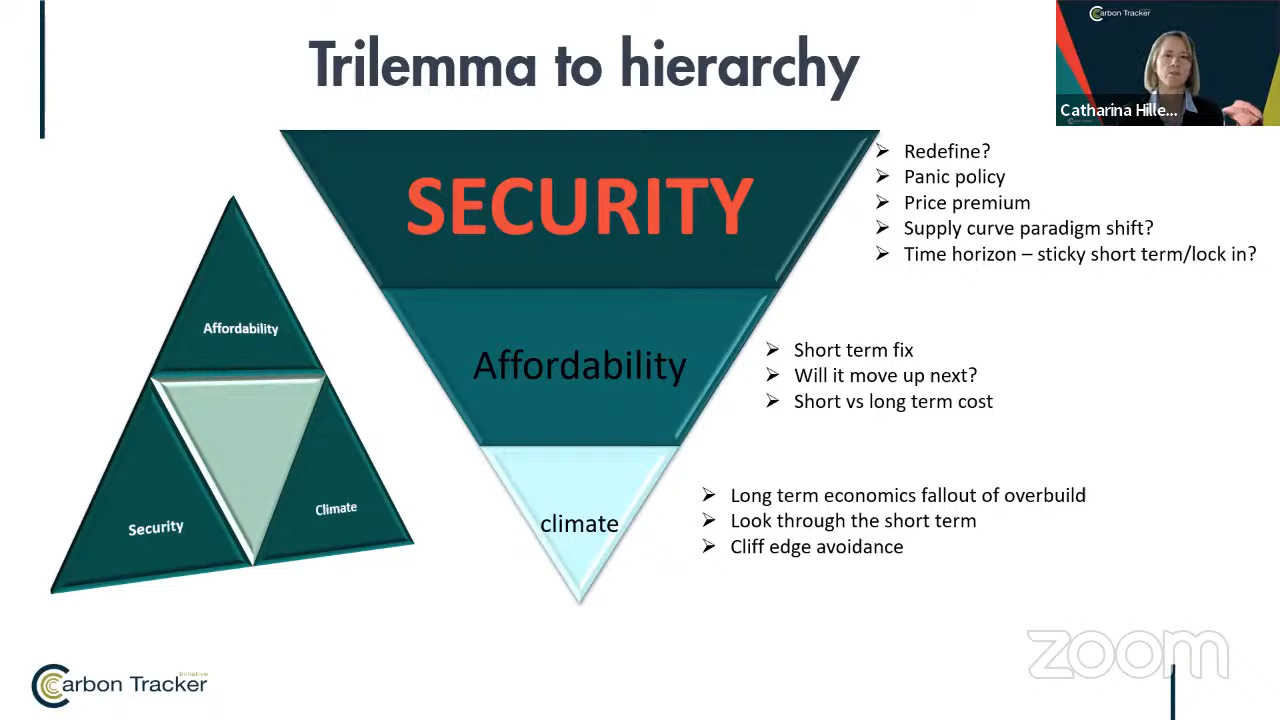 Trilemma to hierarchy
Carbon Tracker
Catharina Hille...
SECURITY
➢ Redefine?
➢ Panic policy
➢ Price premium
➢ Supply curve paradigm shift?
➢ Time horizon – sticky short term/lock in?
Affordability
Security
Climate
Affordability
➢ Short term fix
➢ Will it move up next?
➢ Short vs long term cost
climate
➢ Long term economics fallout of overbuild
➢ Look through the short term
➢ Cliff edge avoidance
Initiative
Carbon Tracker
zoom